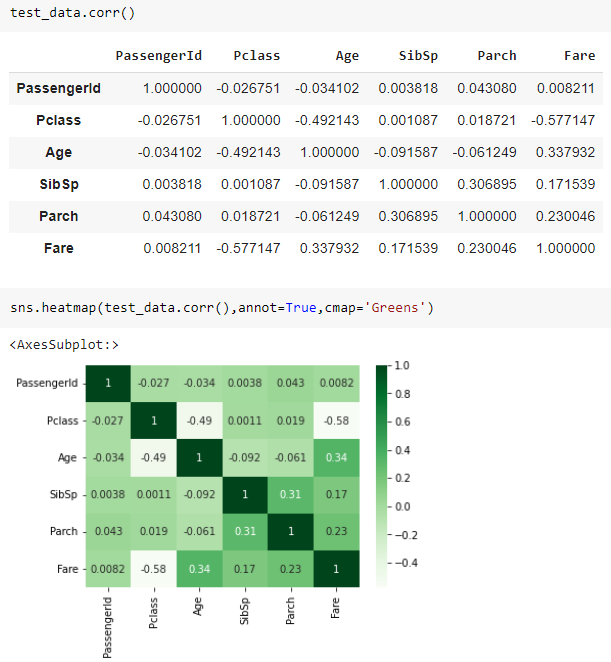 test_data.corr()
PassengerId Pclass Age SibSp Parch Fare
PassengerId 1.000000 -0.026751 -0.034102 0.003818 0.043080 0.008211
Pclass -0.026751 1.000000 -0.492143 0.001087 0.018721 -0.577147
Age -0.034102 -0.492143 1.000000 -0.091587 -0.061249 0.337932
SibSp 0.003818 0.001087 -0.091587 1.000000 0.306895 0.171539
Parch 0.043080 0.018721 -0.061249 0.306895 1.000000 0.230046
Fare 0.008211 -0.577147 0.337932 0.171539 0.230046 1.000000
sns.heatmap(test_data.corr(),annot=True,cmap='Greens')
<AxesSubplot:>
PassengerId 1 -0.027 -0.034 0.0038 0.043 0.0082
Pclass -0.027 1 -0.49 0.0011 0.019 -0.58
Age -0.034 -0.49 1 -0.092 -0.061 0.34
SibSp 0.0038 0.0011 -0.092 1 0.31 0.17
Parch 0.043 0.019 -0.061 0.31 1 0.23
Fare 0.0082 -0.58 0.34 0.17 0.23 1
PassengerId Pclass Age SibSp Parch Fare
1.0
0.8
0.6
0.4
0.2
0.0
−0.2
−0.4